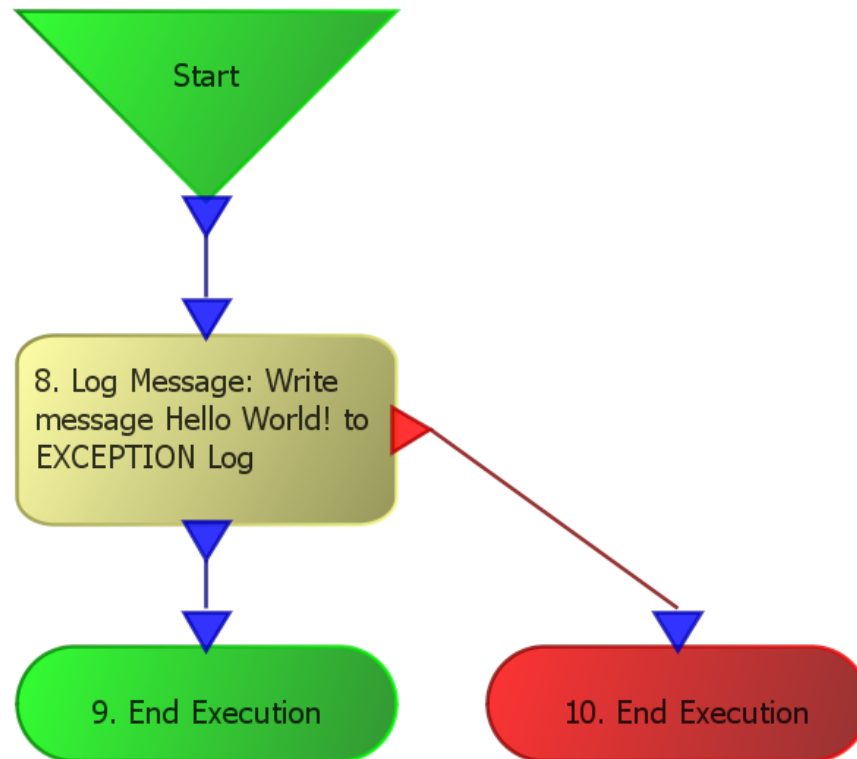 Start
8. Log Message: Write
message Hello World! to
EXCEPTION Log
9. End Execution
10. End Execution